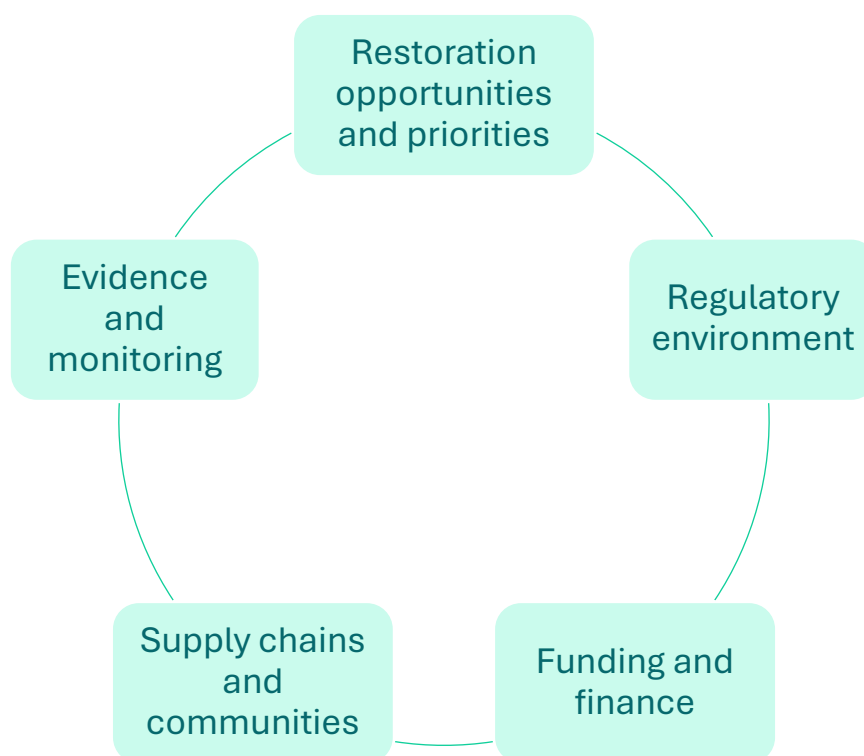 Restoration
opportunities
and priorities
Regulatory
environment
Funding and
finance
Supply chains
and
communities
Evidence
and
monitoring